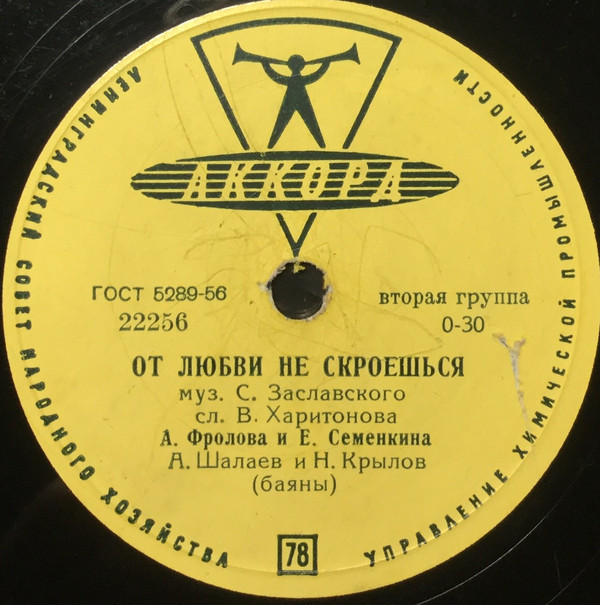 ЛЕНИНГРАДСКИЙ СОВЕТ НАРОДНОГО ХОЗЯЙСТВА
УПРАВЛЕНИЕ ХИМИЧЕСКОЙ ПРОМЫШЛЕННОСТИ
АККОРД
ГОСТ 5289-56
22256
вторая группа
0-30
ОТ ЛЮБВИ НЕ СКРОЕШЬСЯ
муз. С. Заславского
сл. В. Харитонова
А. Фролова и Е. Семенкина
А. Шалаев и Н. Крылов
(баяны)
78